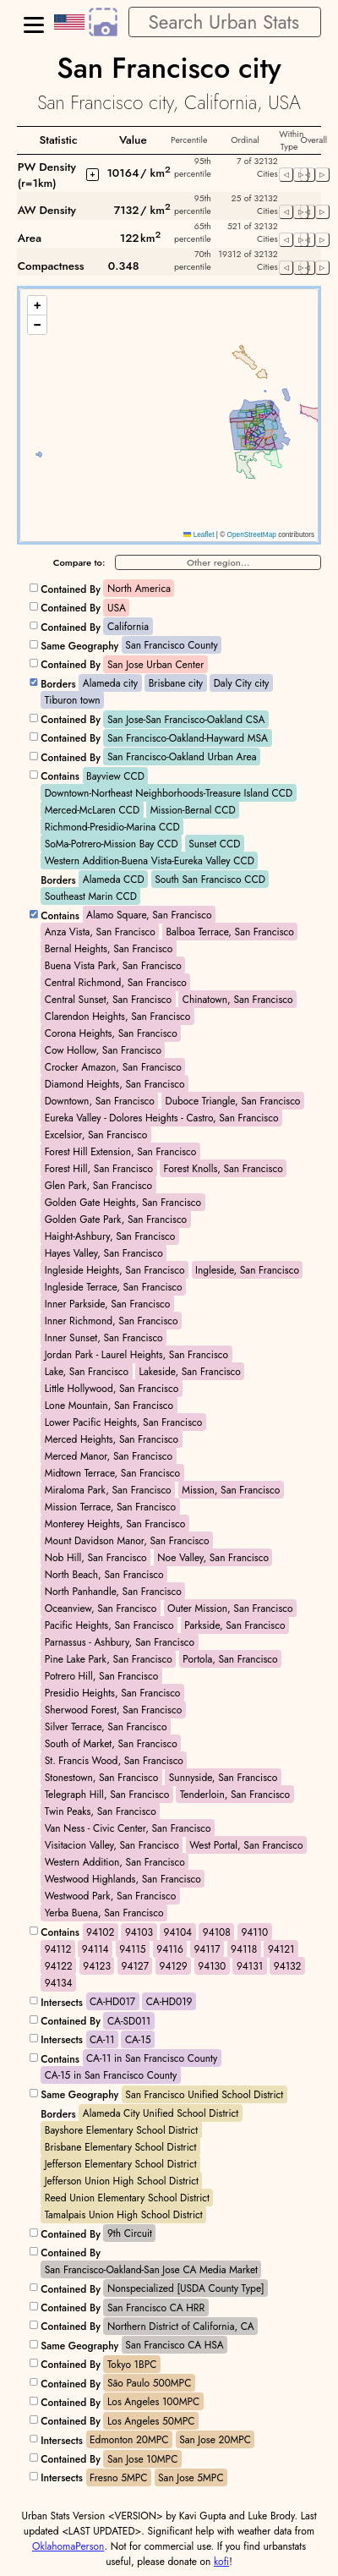 Search Urban Stats
San Francisco city
San Francisco city, California, USA
Statistic Value Percentile Ordinal Within Type Overall
PW Density (r=1km) + 10164 / km2 95th percentile 7 of 32132 Cities
AW Density 7132 / km2 95th percentile 25 of 32132 Cities
Area 122 km2 65th percentile 521 of 32132 Cities
Compactness 0.348 70th percentile 19312 of 32132 Cities
+
−
Leaflet | © OpenStreetMap contributors
Compare to: Other region...
Contained By North America
Contained By USA
Contained By California
Same Geography San Francisco County
Contained By San Jose Urban Center
Borders Alameda city Brisbane city Daly City city
Tiburon town
Contained By San Jose-San Francisco-Oakland CSA
Contained By San Francisco-Oakland-Hayward MSA
Contained By San Francisco-Oakland Urban Area
Contains Bayview CCD
Downtown-Northeast Neighborhoods-Treasure Island CCD
Merced-McLaren CCD Mission-Bernal CCD
Richmond-Presidio-Marina CCD
SoMa-Potrero-Mission Bay CCD Sunset CCD
Western Addition-Buena Vista-Eureka Valley CCD
Borders Alameda CCD South San Francisco CCD
Southeast Marin CCD
Contains Alamo Square, San Francisco
Anza Vista, San Francisco Balboa Terrace, San Francisco
Bernal Heights, San Francisco
Buena Vista Park, San Francisco
Central Richmond, San Francisco
Central Sunset, San Francisco Chinatown, San Francisco
Clarendon Heights, San Francisco
Corona Heights, San Francisco
Cow Hollow, San Francisco
Crocker Amazon, San Francisco
Diamond Heights, San Francisco
Downtown, San Francisco Duboce Triangle, San Francisco
Eureka Valley - Dolores Heights - Castro, San Francisco
Excelsior, San Francisco
Forest Hill Extension, San Francisco
Forest Hill, San Francisco Forest Knolls, San Francisco
Glen Park, San Francisco
Golden Gate Heights, San Francisco
Golden Gate Park, San Francisco
Haight-Ashbury, San Francisco
Hayes Valley, San Francisco
Ingleside Heights, San Francisco Ingleside, San Francisco
Ingleside Terrace, San Francisco
Inner Parkside, San Francisco
Inner Richmond, San Francisco
Inner Sunset, San Francisco
Jordan Park - Laurel Heights, San Francisco
Lake, San Francisco Lakeside, San Francisco
Little Hollywood, San Francisco
Lone Mountain, San Francisco
Lower Pacific Heights, San Francisco
Merced Heights, San Francisco
Merced Manor, San Francisco
Midtown Terrace, San Francisco
Miraloma Park, San Francisco Mission, San Francisco
Mission Terrace, San Francisco
Monterey Heights, San Francisco
Mount Davidson Manor, San Francisco
Nob Hill, San Francisco Noe Valley, San Francisco
North Beach, San Francisco
North Panhandle, San Francisco
Oceanview, San Francisco Outer Mission, San Francisco
Pacific Heights, San Francisco Parkside, San Francisco
Parnassus - Ashbury, San Francisco
Pine Lake Park, San Francisco Portola, San Francisco
Potrero Hill, San Francisco
Presidio Heights, San Francisco
Sherwood Forest, San Francisco
Silver Terrace, San Francisco
South of Market, San Francisco
St. Francis Wood, San Francisco
Stonestown, San Francisco Sunnyside, San Francisco
Telegraph Hill, San Francisco Tenderloin, San Francisco
Twin Peaks, San Francisco
Van Ness - Civic Center, San Francisco
Visitacion Valley, San Francisco West Portal, San Francisco
Western Addition, San Francisco
Westwood Highlands, San Francisco
Westwood Park, San Francisco
Yerba Buena, San Francisco
Contains 94102 94103 94104 94108 94110
94112 94114 94115 94116 94117 94118 94121
94122 94123 94127 94129 94130 94131 94132
94134
Intersects CA-HD017 CA-HD019
Contained By CA-SD011
Intersects CA-11 CA-15
Contains CA-11 in San Francisco County
CA-15 in San Francisco County
Same Geography San Francisco Unified School District
Borders Alameda City Unified School District
Bayshore Elementary School District
Brisbane Elementary School District
Jefferson Elementary School District
Jefferson Union High School District
Reed Union Elementary School District
Tamalpais Union High School District
Contained By 9th Circuit
Contained By
San Francisco-Oakland-San Jose CA Media Market
Contained By Nonspecialized [USDA County Type]
Contained By San Francisco CA HRR
Contained By Northern District of California, CA
Same Geography San Francisco CA HSA
Contained By Tokyo 1BPC
Contained By São Paulo 500MPC
Contained By Los Angeles 100MPC
Contained By Los Angeles 50MPC
Intersects Edmonton 20MPC San Jose 20MPC
Contained By San Jose 10MPC
Intersects Fresno 5MPC San Jose 5MPC
Urban Stats Version <VERSION> by Kavi Gupta and Luke Brody. Last
updated <LAST UPDATED>. Significant help with weather data from
OklahomaPerson. Not for commercial use. If you find urbanstats
useful, please donate on kofi!